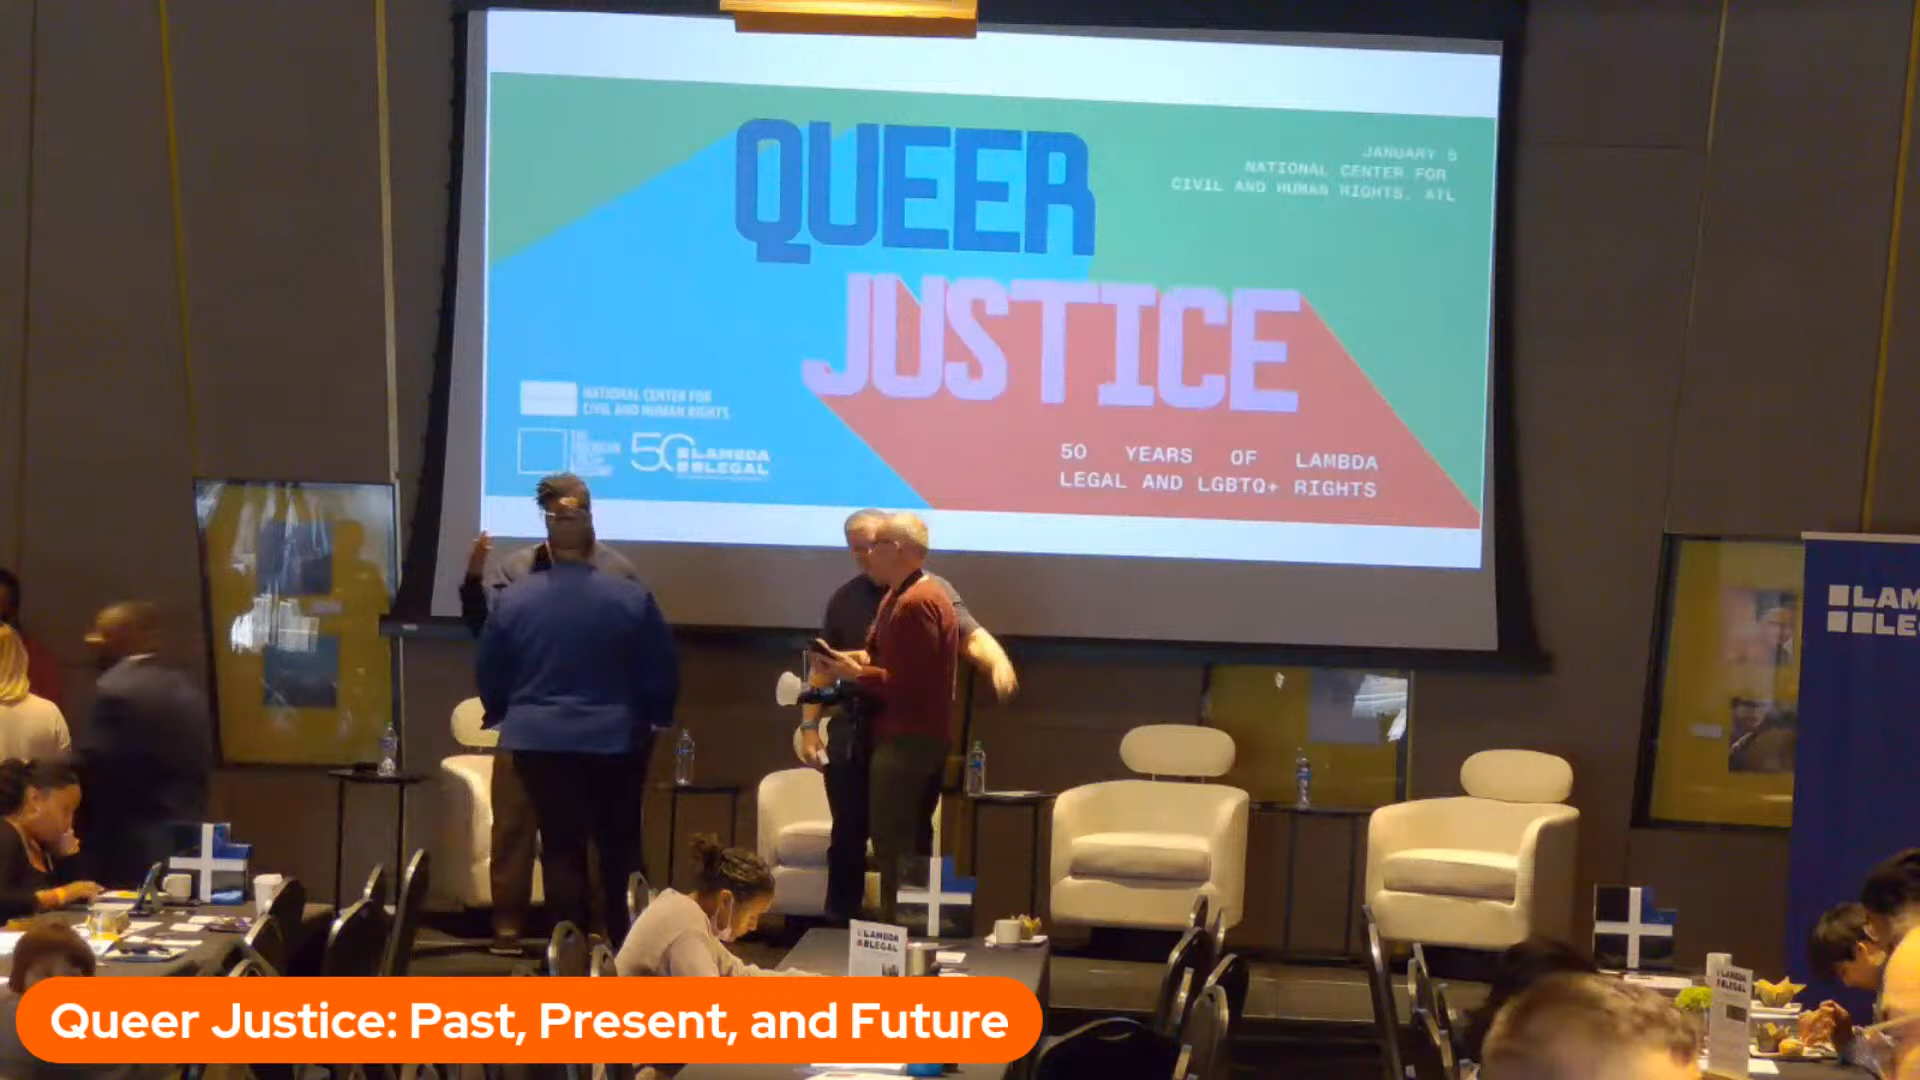 QUEER
JUSTICE
JANUARY 5
NATIONAL CENTER FOR
CIVIL AND HUMAN RIGHTS, ATL
NATIONAL CENTER FOR
CIVIL AND HUMAN RIGHTS
50 LAMBDA
LEGAL
50 YEARS OF LAMBDA
LEGAL AND LGBTQ+ RIGHTS
LAM
LE
LAMBDA
LEGAL
LAMBDA
LEGAL
Queer Justice: Past, Present, and Future